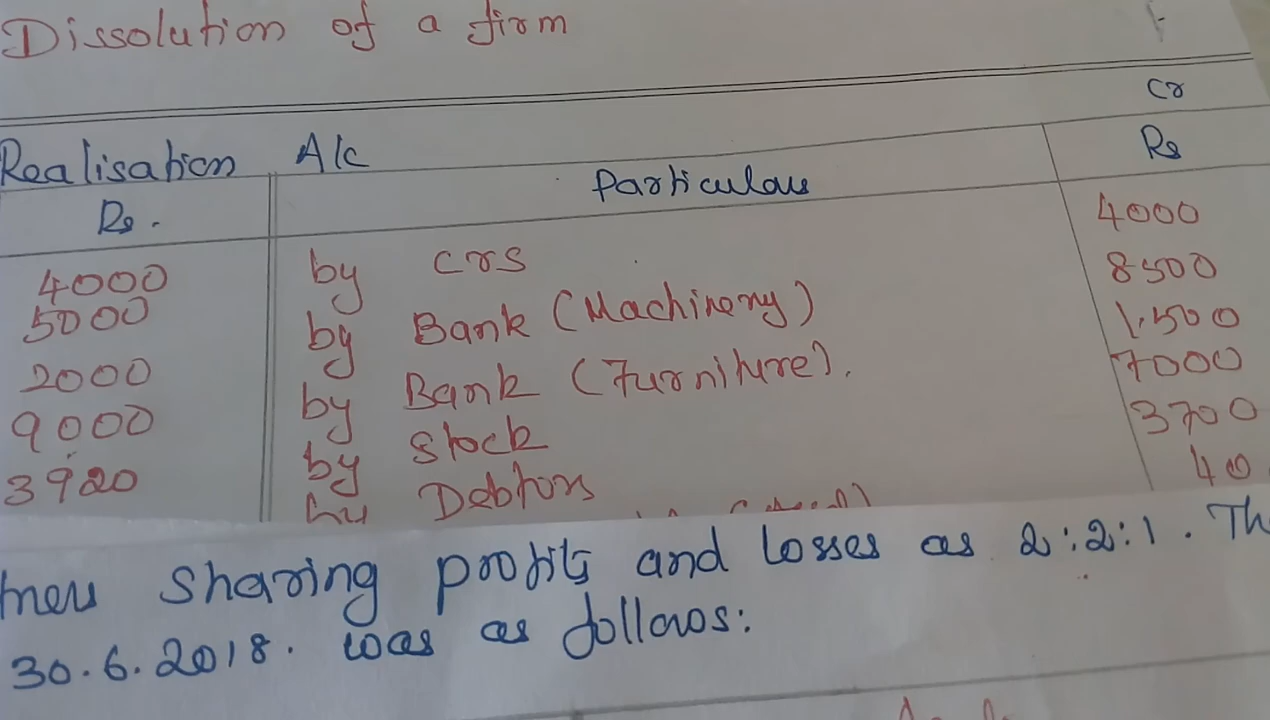 Dissolution of a firm
Cr
Realisation A/c
Rs. Particulars Rs
4000 by crs 4000
5000 by Bank (Machinery) 8500
2000 by Bank (Furniture). 1500
9000 by Stock 7000
3920 by Debtors 3700
by 40
sharing profits and losses as 2:2:1. Th
30.6.2018. was as follows: